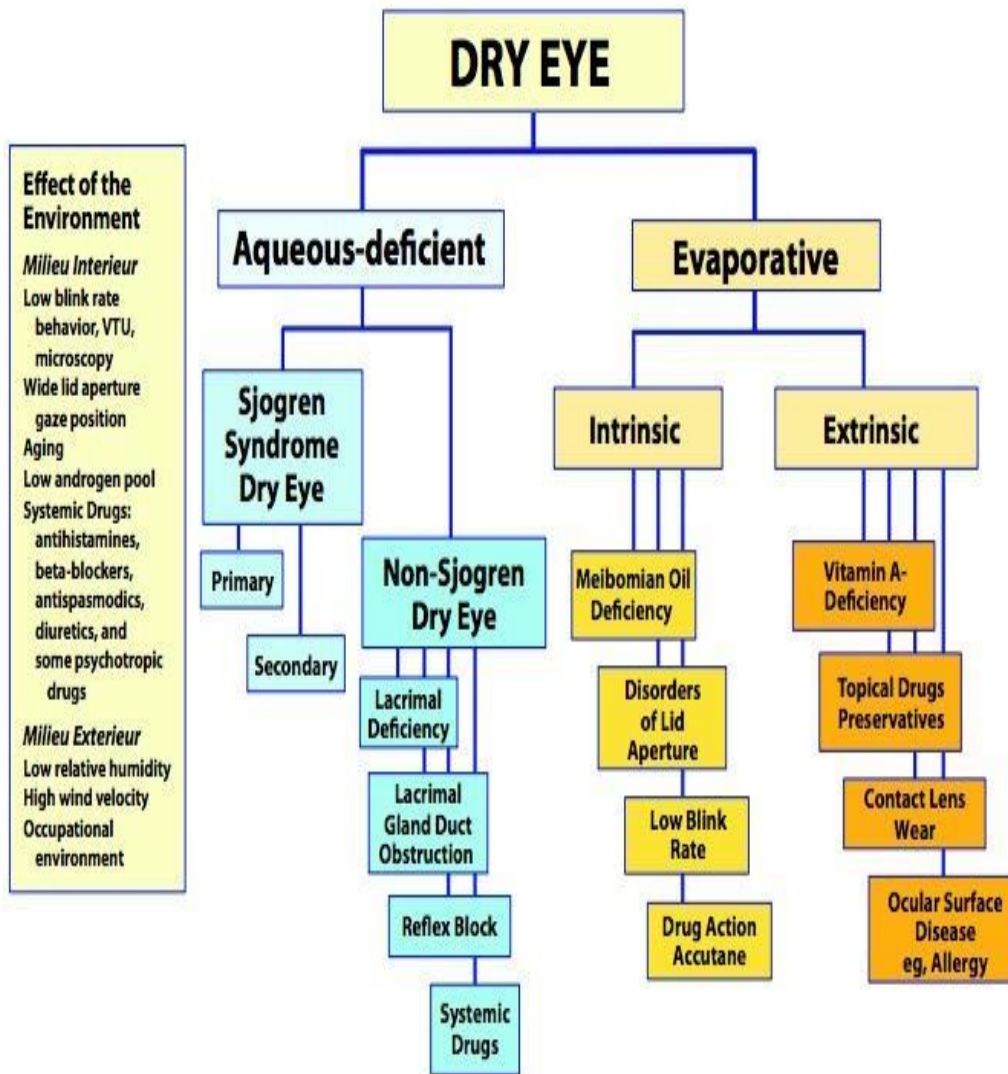 DRY EYE
Effect of the
Environment
Milieu Interieur
Low blink rate
behavior, VTU,
microscopy
Wide lid aperture
gaze position
Aging
Low androgen pool
Systemic Drugs:
antihistamines,
beta-blockers,
antispasmodics,
diuretics, and
some psychotropic
drugs
Milieu Exterieur
Low relative humidity
High wind velocity
Occupational
environment
Aqueous-deficient
Sjogren
Syndrome
Dry Eye
Primary
Secondary
Non-Sjogren
Dry Eye
Lacrimal
Deficiency
Lacrimal
Gland Duct
Obstruction
Reflex Block
Systemic
Drugs
Evaporative
Intrinsic
Meibomian Oil
Deficiency
Disorders
of Lid
Aperture
Low Blink
Rate
Drug Action
Accutane
Extrinsic
Vitamin A-
Deficiency
Topical Drugs
Preservatives
Contact Lens
Wear
Ocular Surface
Disease
eg, Allergy